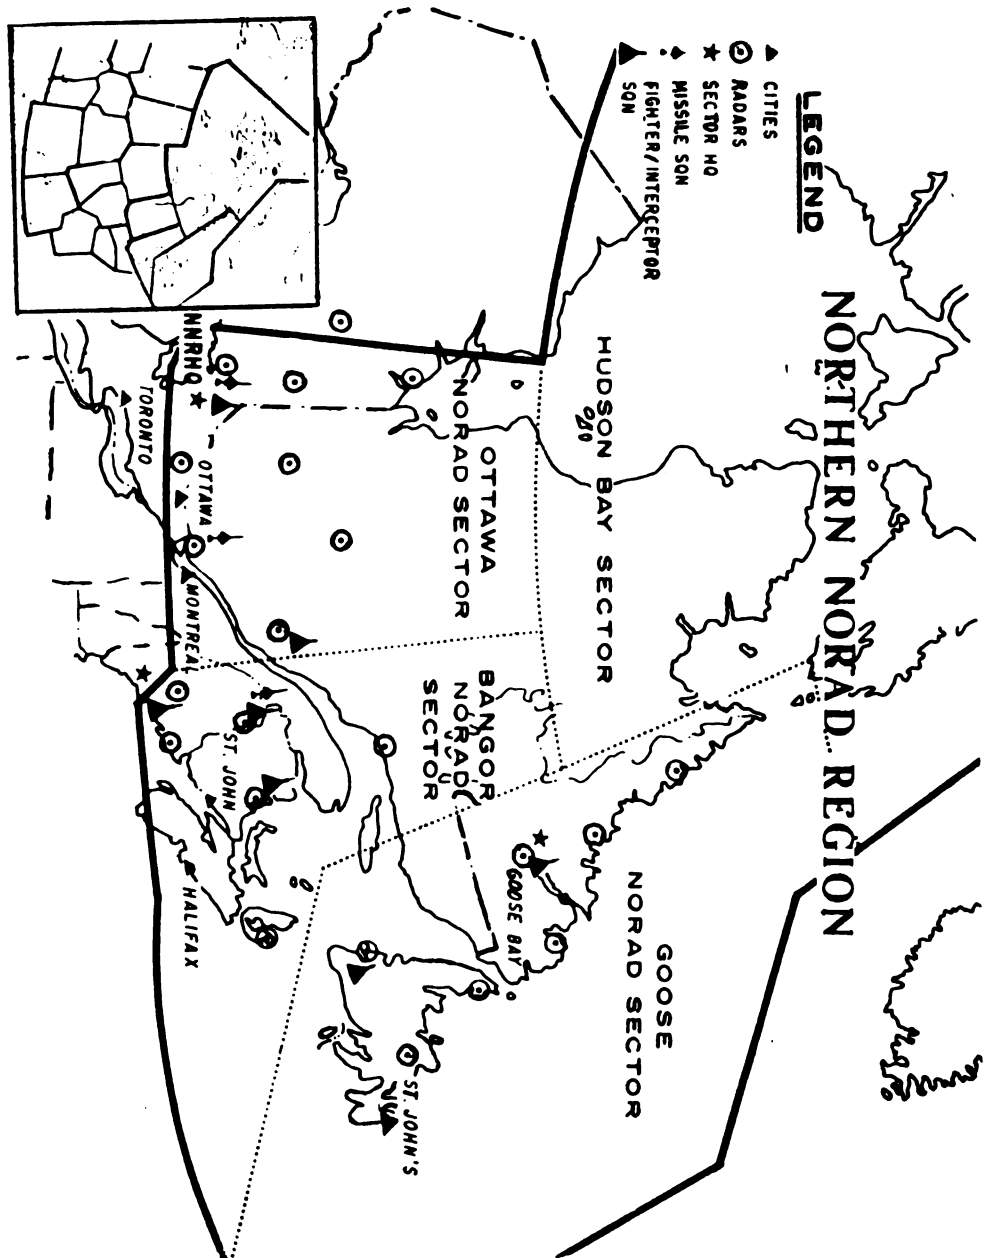 NORTHERN NORAD REGION
LEGEND
CITIES
RADARS
SECTOR HQ
MISSILE SQN
FIGHTER/INTERCEPTOR
SQN
HUDSON BAY SECTOR
GOOSE
NORAD SECTOR
OTTAWA
NORAD SECTOR
BANGOR
NORAD
SECTOR
GOOSE BAY
ST. JOHN'S
NNRHQ
OTTAWA
TORONTO
MONTREAL
ST. JOHN
HALIFAX